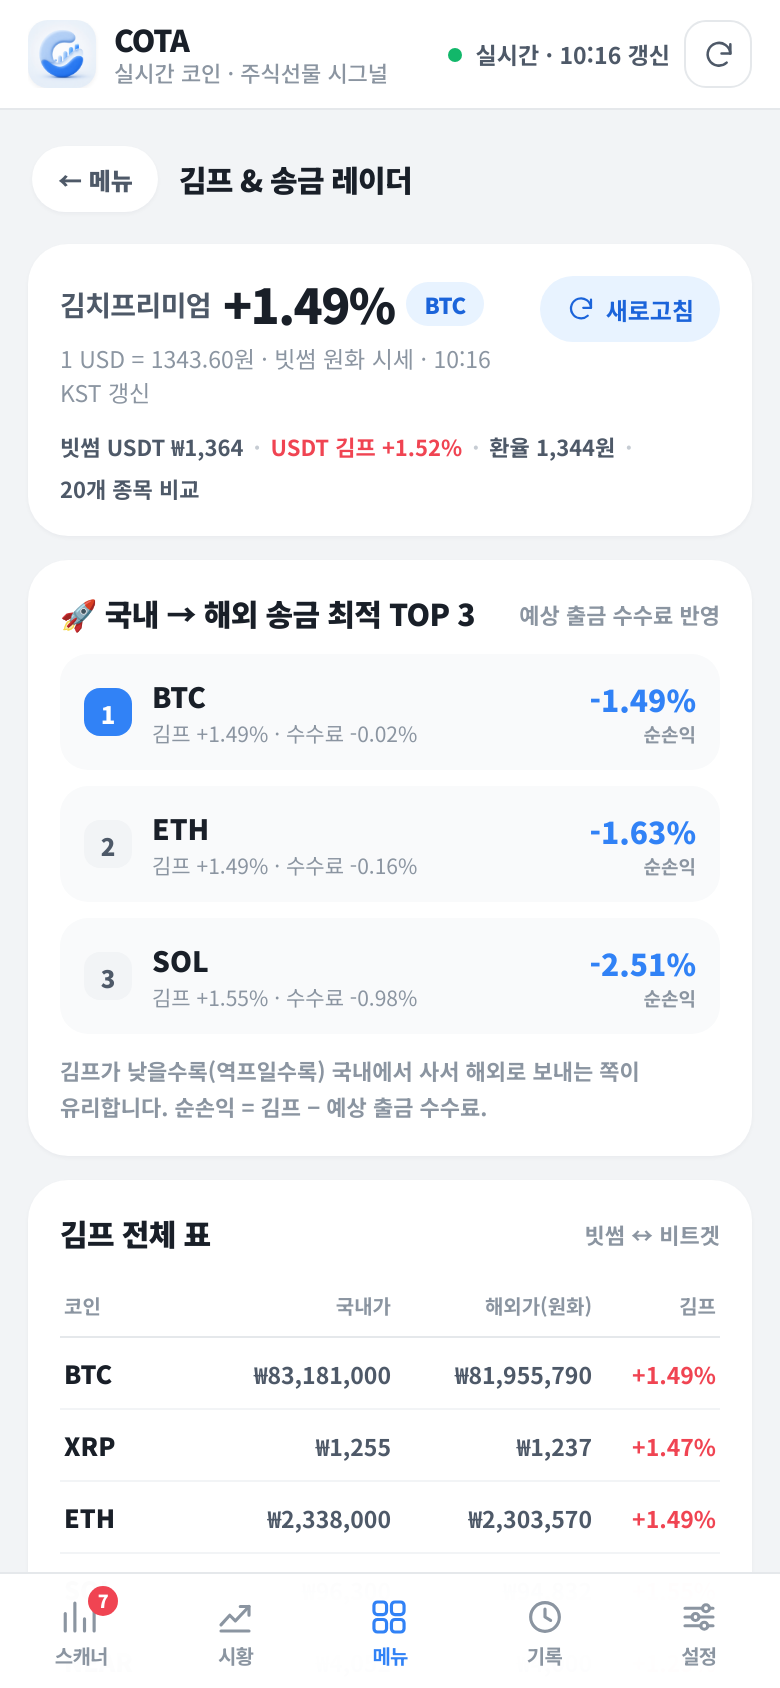 COTA
실시간 코인 · 주식선물 시그널
실시간 · 10:16 갱신
← 메뉴
김프 & 송금 레이더
김치프리미엄 +1.49% BTC
새로고침
1 USD = 1343.60원 · 빗썸 원화 시세 · 10:16
KST 갱신
빗썸 USDT ₩1,364 · USDT 김프 +1.52% · 환율 1,344원 ·
20개 종목 비교
🚀 국내 → 해외 송금 최적 TOP 3
예상 출금 수수료 반영
1
BTC
김프 +1.49% · 수수료 -0.02%
-1.49%
순손익
2
ETH
김프 +1.49% · 수수료 -0.16%
-1.63%
순손익
3
SOL
김프 +1.55% · 수수료 -0.98%
-2.51%
순손익
김프가 낮을수록(역프일수록) 국내에서 사서 해외로 보내는 쪽이
유리합니다. 순손익 = 김프 − 예상 출금 수수료.
김프 전체 표
빗썸 ↔ 비트겟
코인 국내가 해외가(원화) 김프
BTC ₩83,181,000 ₩81,955,790 +1.49%
XRP ₩1,255 ₩1,237 +1.47%
ETH ₩2,338,000 ₩2,303,570 +1.49%
7
스캐너 시황 메뉴 기록 설정